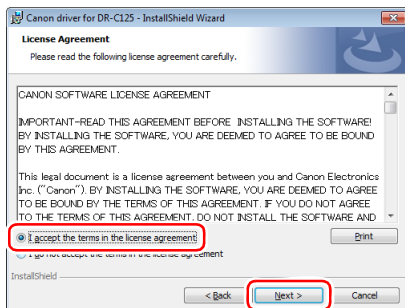 Canon driver for DR-C125 - InstallShield Wizard
License Agreement
Please read the following license agreement carefully.
CANON SOFTWARE LICENSE AGREEMENT
IMPORTANT-READ THIS AGREEMENT BEFORE INSTALLING THE SOFTWARE!
BY INSTALLING THE SOFTWARE, YOU ARE DEEMED TO AGREE TO BE BOUND
BY THIS AGREEMENT.
This legal document is a license agreement between you and Canon Electronics
Inc. ("Canon"). BY INSTALLING THE SOFTWARE, YOU ARE DEEMED TO AGREE
TO BE BOUND BY THE TERMS OF THIS AGREEMENT. IF YOU DO NOT AGREE
TO THE TERMS OF THIS AGREEMENT, DO NOT INSTALL THE SOFTWARE AND
I accept the terms in the license agreement
Print
I do not accept the terms in the license agreement
InstallShield
< Back
Next >
Cancel